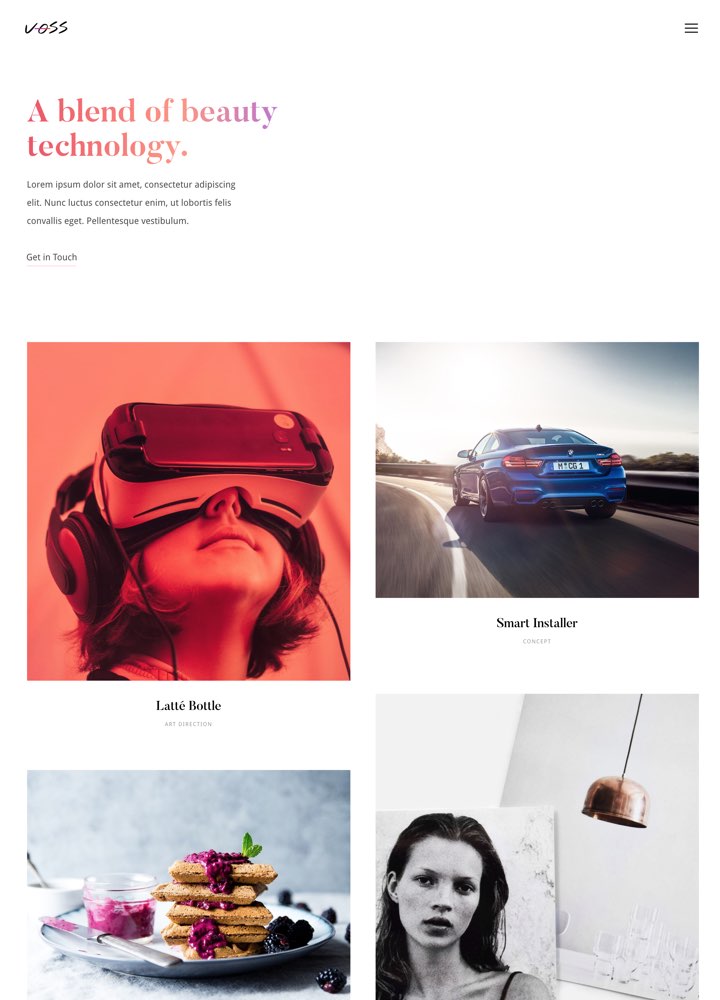 VOSS
A blend of beauty
technology.
Lorem ipsum dolor sit amet, consectetur adipiscing
elit. Nunc luctus consectetur enim, ut lobortis felis
convallis eget. Pellentesque vestibulum.
Get in Touch
M CG 1
Smart Installer
CONCEPT
Latté Bottle
ART DIRECTION